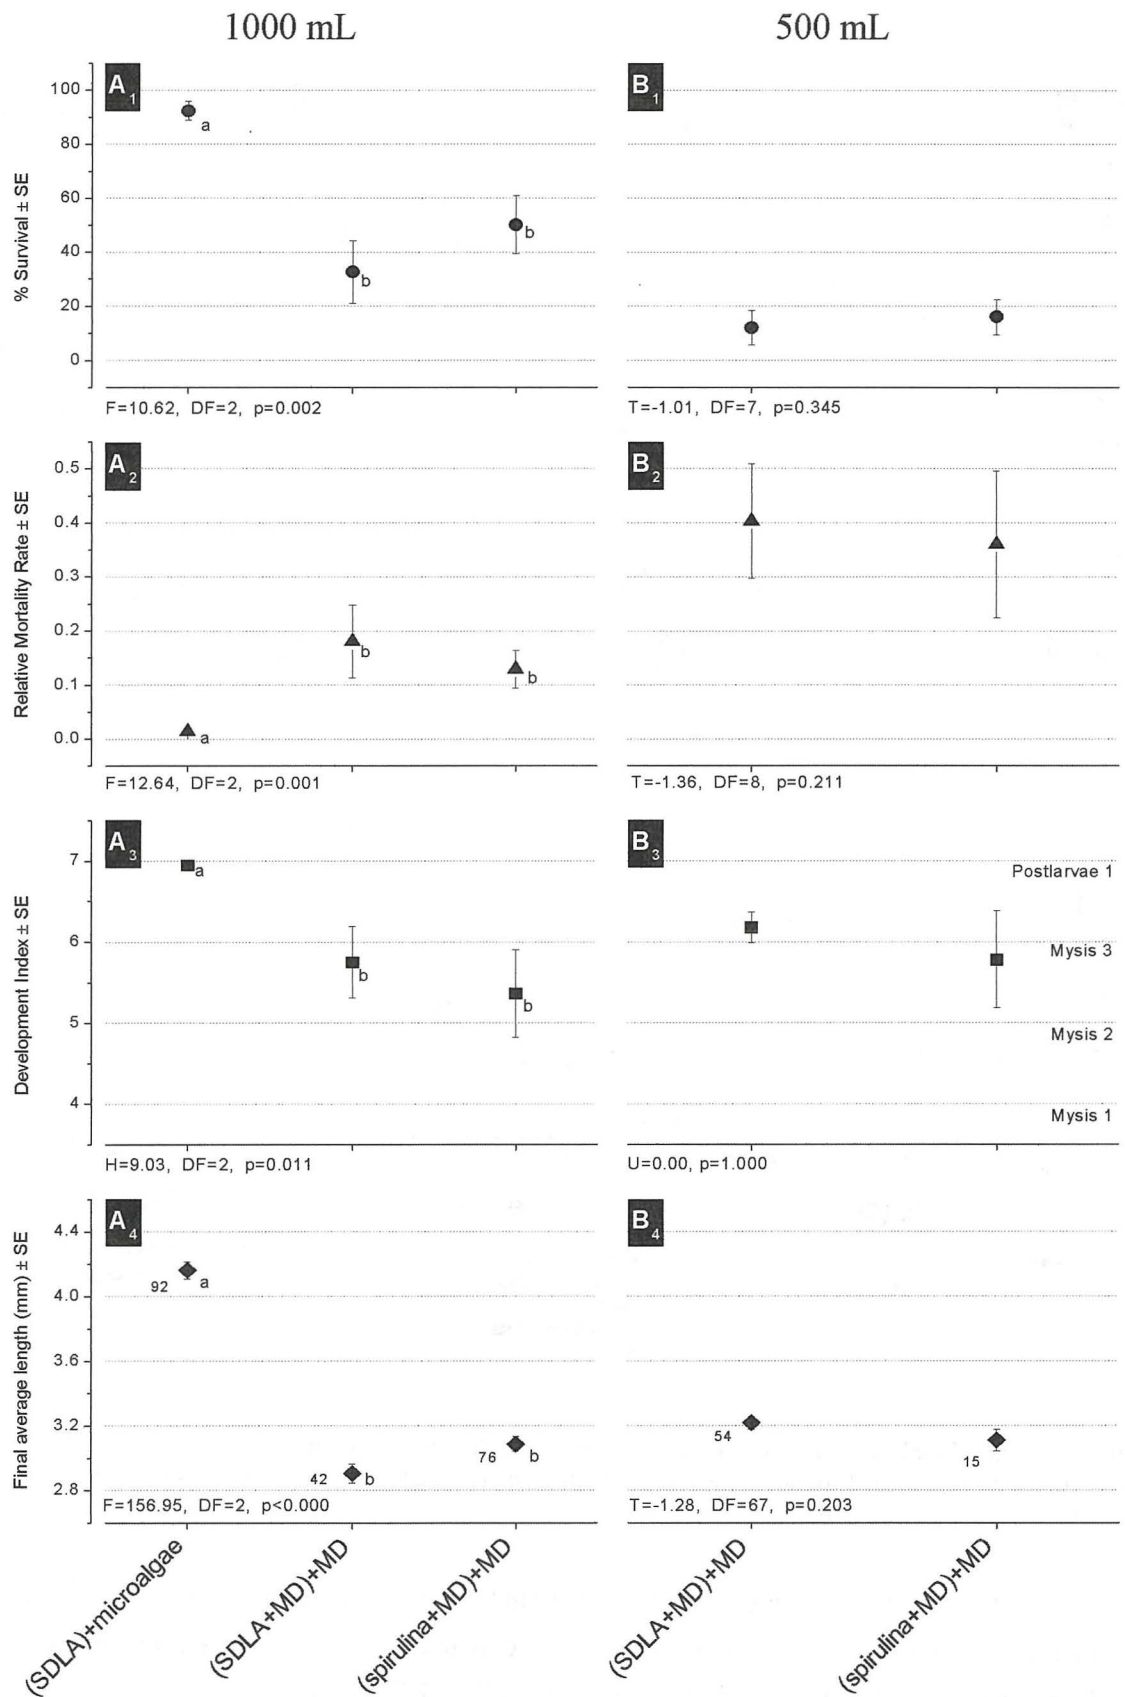 1000 mL
500 mL
A1
B1
% Survival ± SE
100
80
60
40
20
0
a
b
b
F=10.62, DF=2, p=0.002
T=-1.01, DF=7, p=0.345
A2
B2
Relative Mortality Rate ± SE
0.5
0.4
0.3
0.2
0.1
0.0
a
b
b
F=12.64, DF=2, p=0.001
T=-1.36, DF=8, p=0.211
A3
B3
Development Index ± SE
7
6
5
4
a
b
b
Postlarvae 1
Mysis 3
Mysis 2
Mysis 1
H=9.03, DF=2, p=0.011
U=0.00, p=1.000
A4
B4
Final average length (mm) ± SE
4.4
4.0
3.6
3.2
2.8
92
a
42
b
76
b
54
15
F=156.95, DF=2, p<0.000
T=-1.28, DF=67, p=0.203
(SDLA)+microalgae
(SDLA+MD)+MD
(spirulina+MD)+MD
(SDLA+MD)+MD
(spirulina+MD)+MD